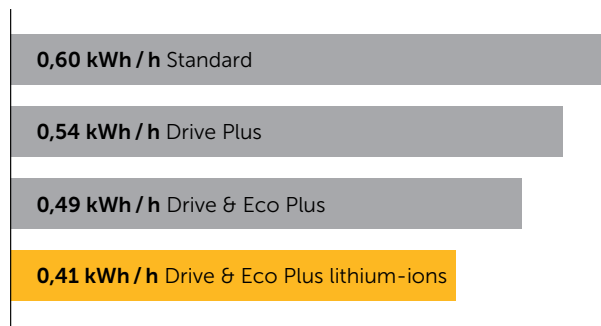 0,60 kWh / h Standard
0,54 kWh / h Drive Plus
0,49 kWh / h Drive & Eco Plus
0,41 kWh / h Drive & Eco Plus lithium-ions